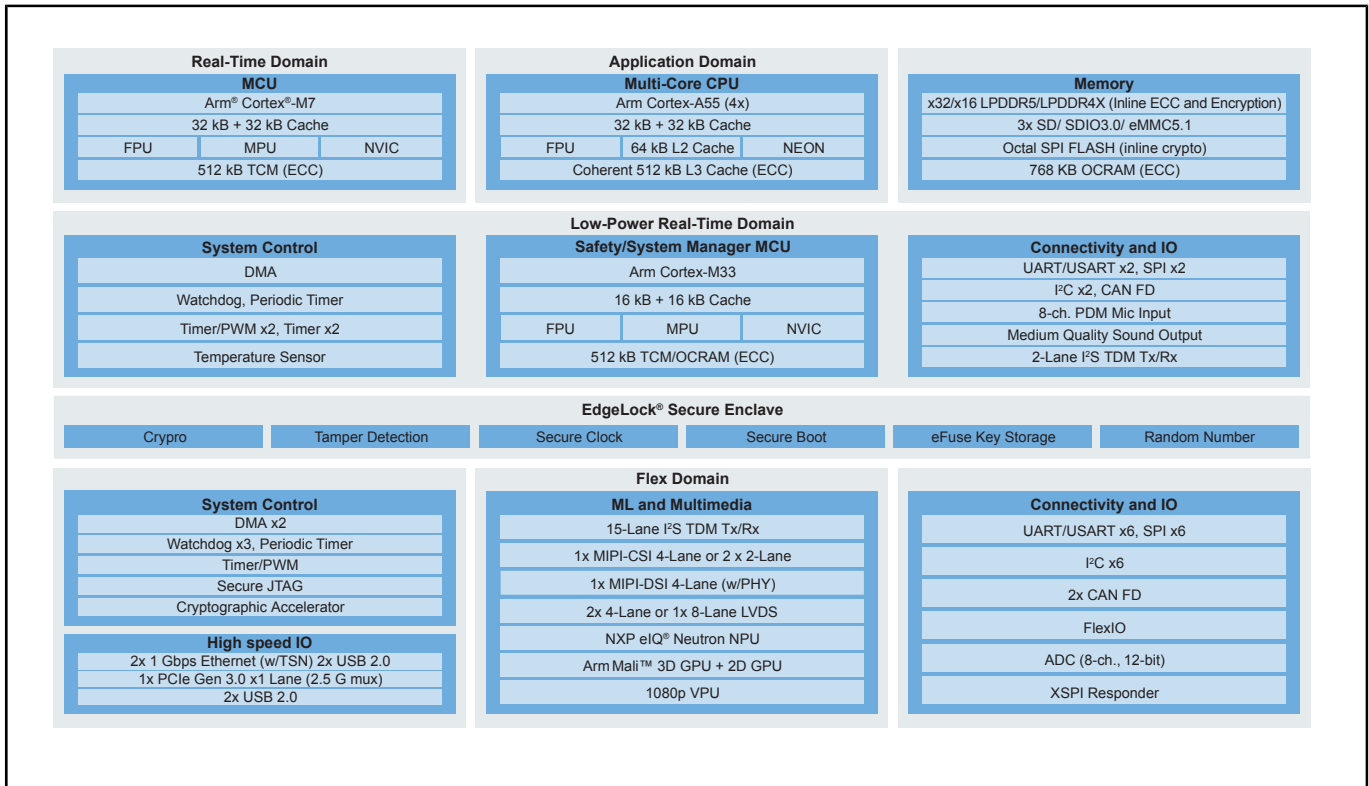 Real-Time Domain
MCU
Arm® Cortex®-M7
32 kB + 32 kB Cache
FPU
MPU
NVIC
512 kB TCM (ECC)
Application Domain
Multi-Core CPU
Arm Cortex-A55 (4x)
32 kB + 32 kB Cache
FPU
64 kB L2 Cache
NEON
Coherent 512 kB L3 Cache (ECC)
Memory
x32/x16 LPDDR5/LPDDR4X (Inline ECC and Encryption)
3x SD/ SDIO3.0/ eMMC5.1
Octal SPI FLASH (inline crypto)
768 KB OCRAM (ECC)
Low-Power Real-Time Domain
System Control
DMA
Watchdog, Periodic Timer
Timer/PWM x2, Timer x2
Temperature Sensor
Safety/System Manager MCU
Arm Cortex-M33
16 kB + 16 kB Cache
FPU
MPU
NVIC
512 kB TCM/OCRAM (ECC)
Connectivity and IO
UART/USART x2, SPI x2
I²C x2, CAN FD
8-ch. PDM Mic Input
Medium Quality Sound Output
2-Lane I²S TDM Tx/Rx
EdgeLock® Secure Enclave
Crypro
Tamper Detection
Secure Clock
Secure Boot
eFuse Key Storage
Random Number
Flex Domain
System Control
DMA x2
Watchdog x3, Periodic Timer
Timer/PWM
Secure JTAG
Cryptographic Accelerator
High speed IO
2x 1 Gbps Ethernet (w/TSN) 2x USB 2.0
1x PCIe Gen 3.0 x1 Lane (2.5 G mux)
2x USB 2.0
ML and Multimedia
15-Lane I²S TDM Tx/Rx
1x MIPI-CSI 4-Lane or 2 x 2-Lane
1x MIPI-DSI 4-Lane (w/PHY)
2x 4-Lane or 1x 8-Lane LVDS
NXP eIQ® Neutron NPU
Arm Mali™ 3D GPU + 2D GPU
1080p VPU
Connectivity and IO
UART/USART x6, SPI x6
I²C x6
2x CAN FD
FlexIO
ADC (8-ch., 12-bit)
XSPI Responder